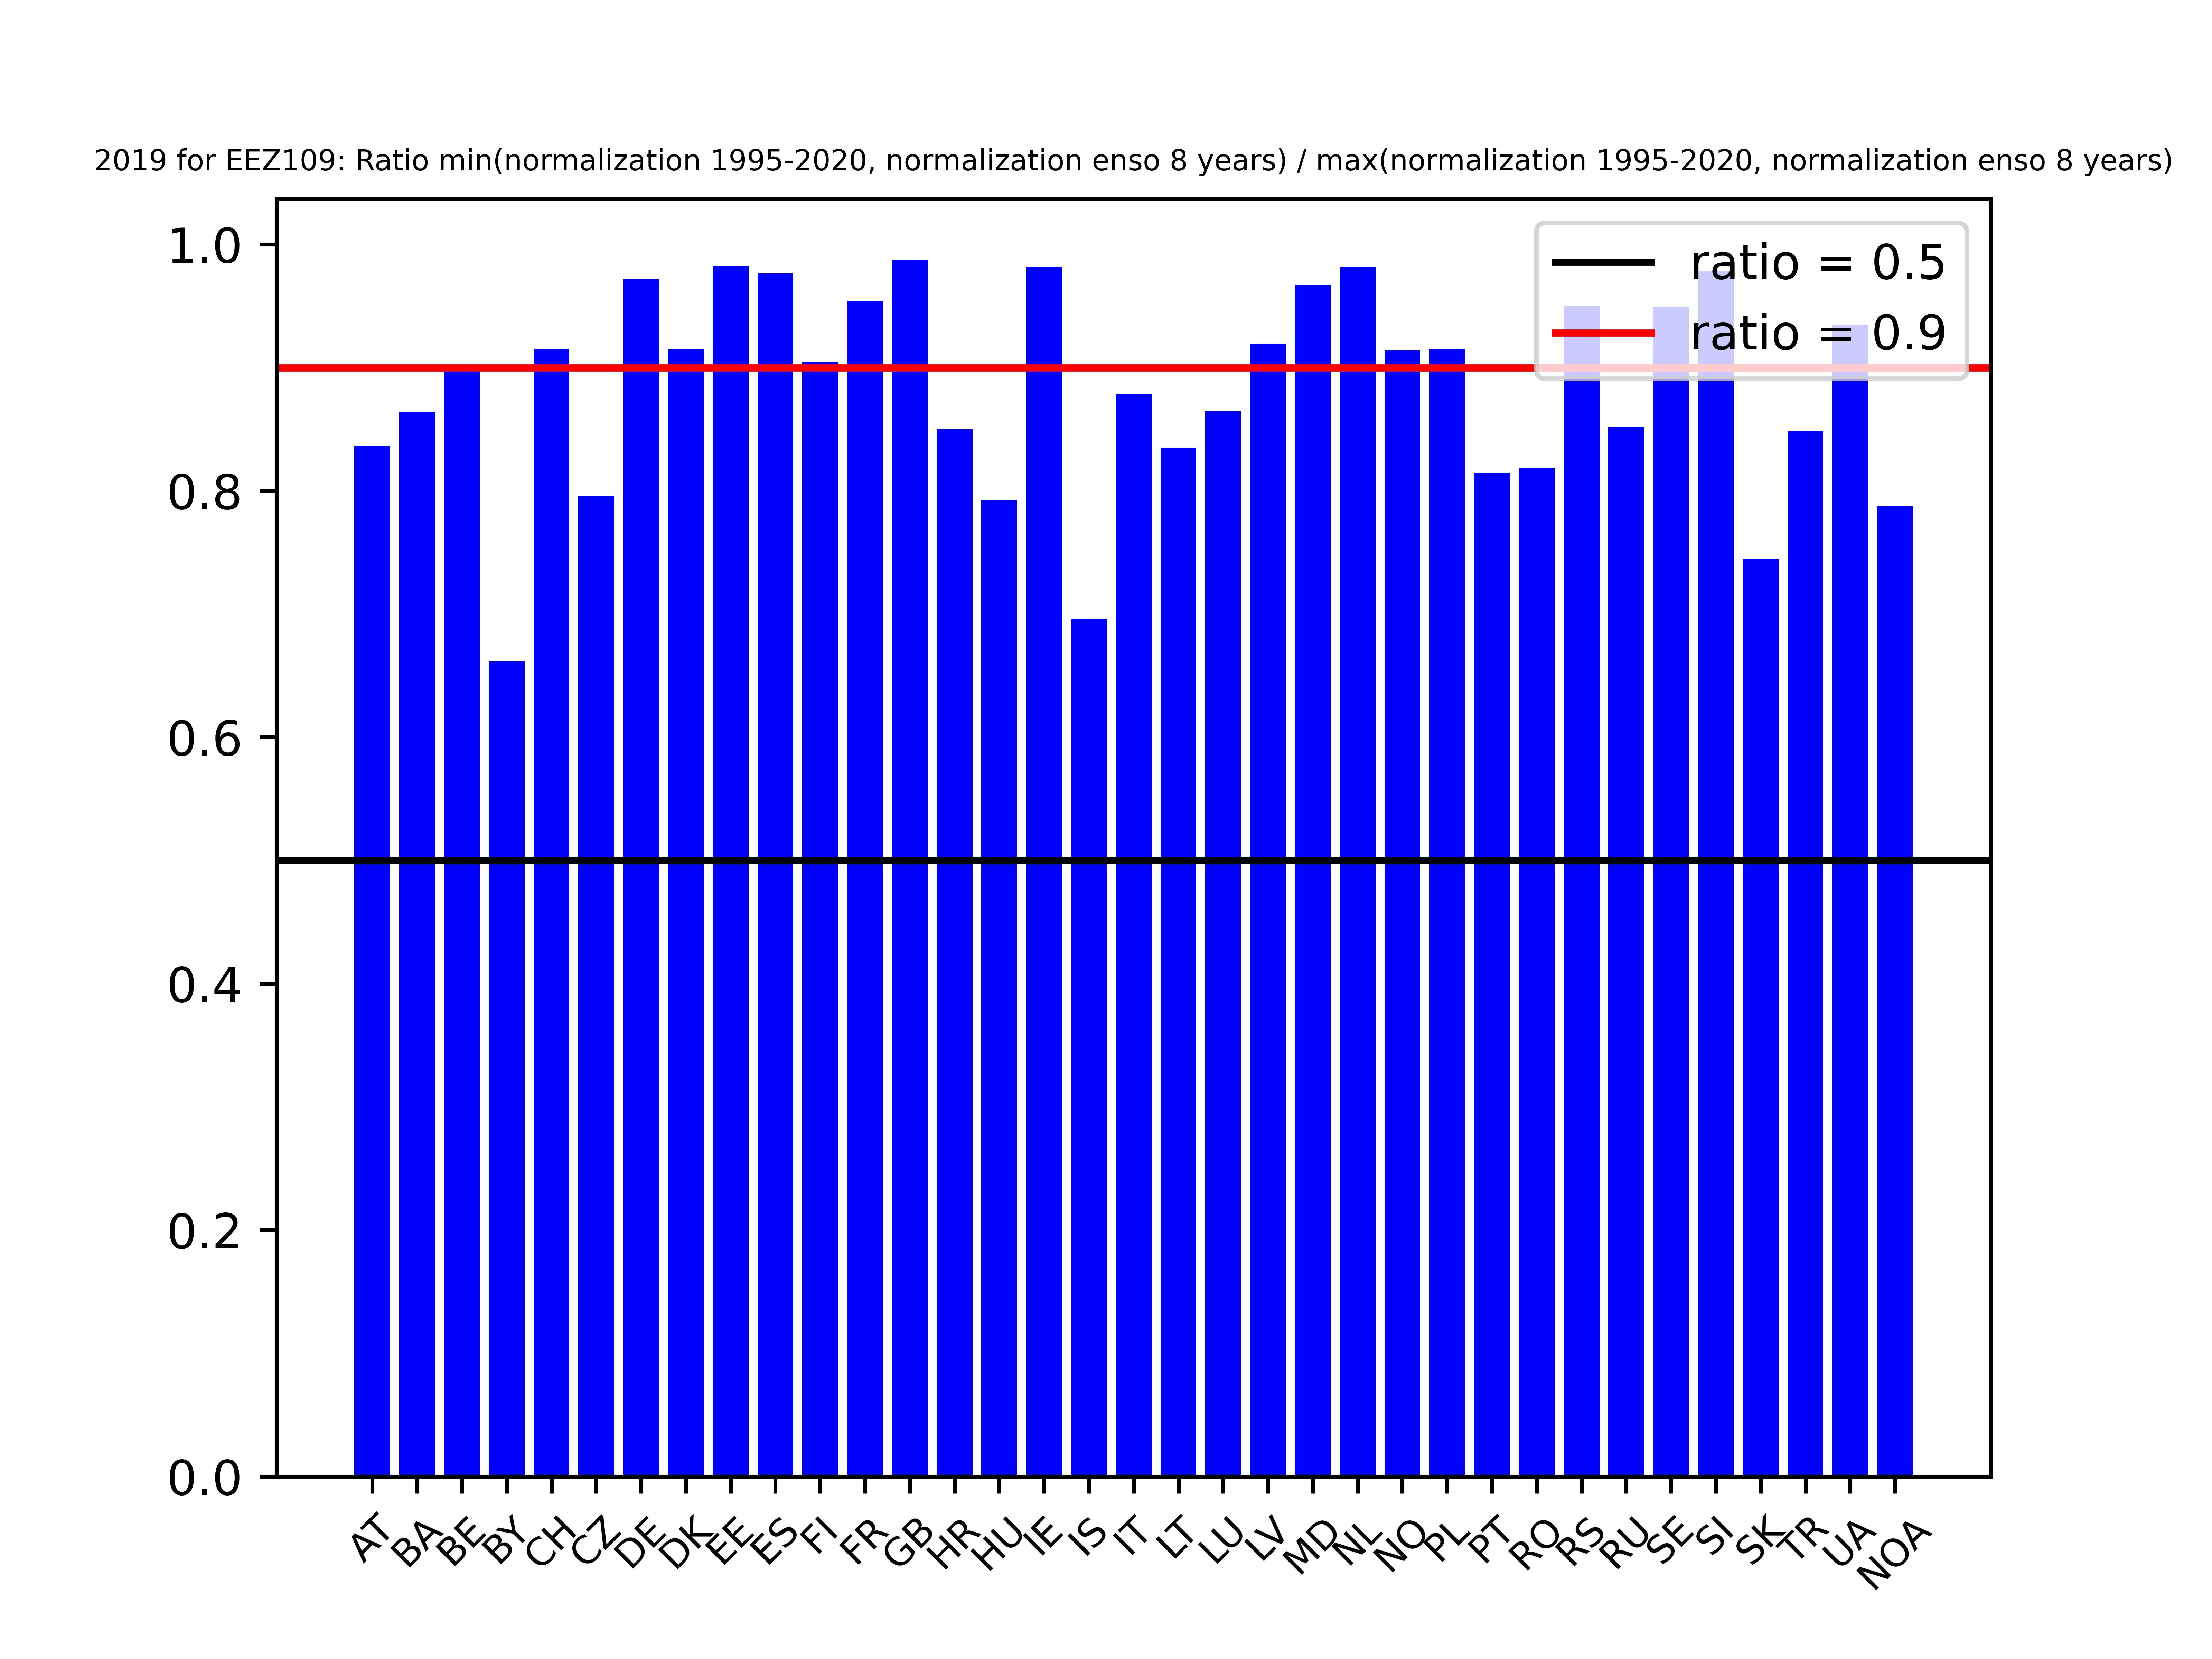 2019 for EEZ109: Ratio min(normalization 1995-2020, normalization enso 8 years) / max(normalization 1995-2020, normalization enso 8 years)
ratio = 0.5
ratio = 0.9
1.0
0.8
0.6
0.4
0.2
0.0
AT BA BE BY CH CZ DE DK EE ES FI FR GB HR HU IE IS IT LT LU LV MD NL NO PL PT RO RS RU SE SI SK TR UA NOA